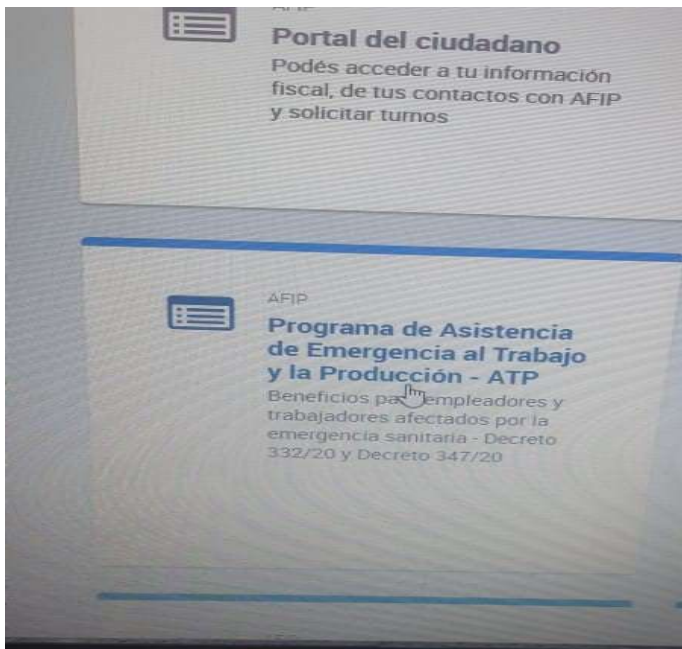 Portal del ciudadano
Podés acceder a tu información
fiscal, de tus contactos con AFIP
y solicitar turnos
AFIP
Programa de Asistencia
de Emergencia al Trabajo
y la Producción - ATP
Beneficios empleadores y
trabajadores afectados por la
emergencia sanitaria - Decreto
332/20 y Decreto 347/20